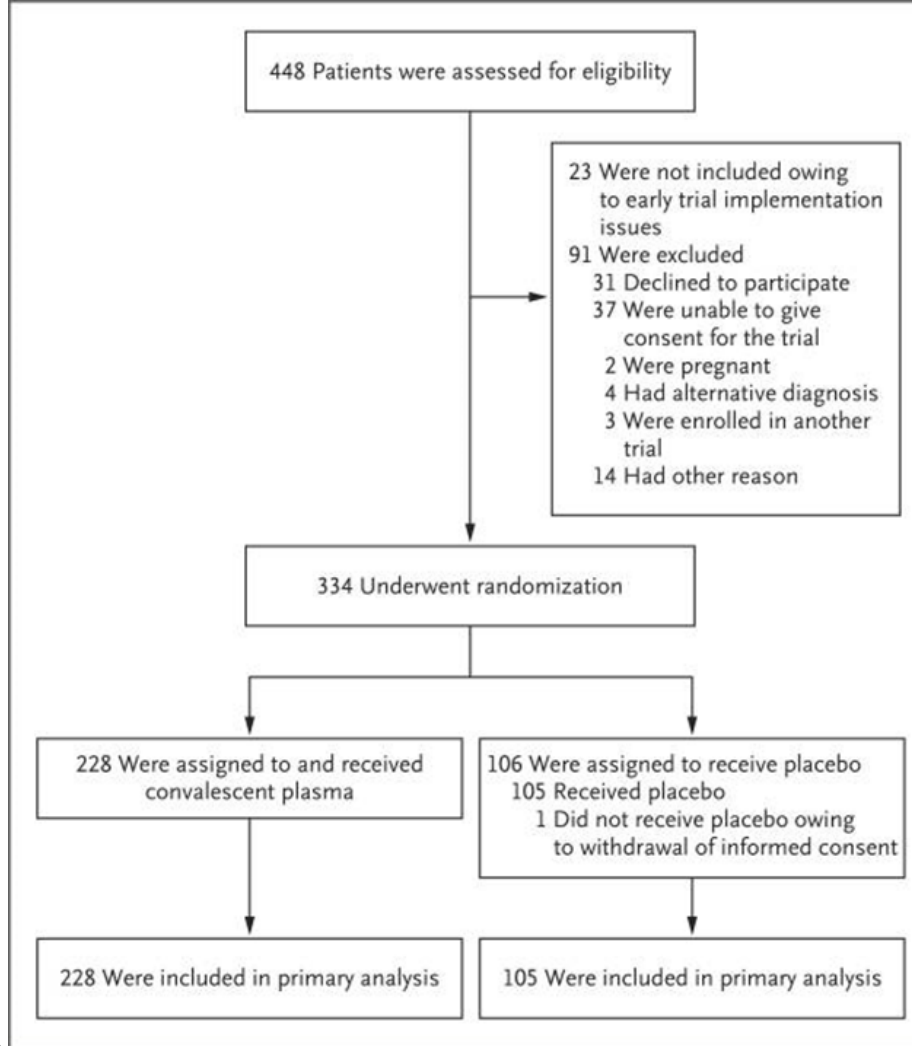 448 Patients were assessed for eligibility
23 Were not included owing
to early trial implementation
issues
91 Were excluded
31 Declined to participate
37 Were unable to give
consent for the trial
2 Were pregnant
4 Had alternative diagnosis
3 Were enrolled in another
trial
14 Had other reason
334 Underwent randomization
228 Were assigned to and received
convalescent plasma
106 Were assigned to receive placebo
105 Received placebo
1 Did not receive placebo owing
to withdrawal of informed consent
228 Were included in primary analysis
105 Were included in primary analysis